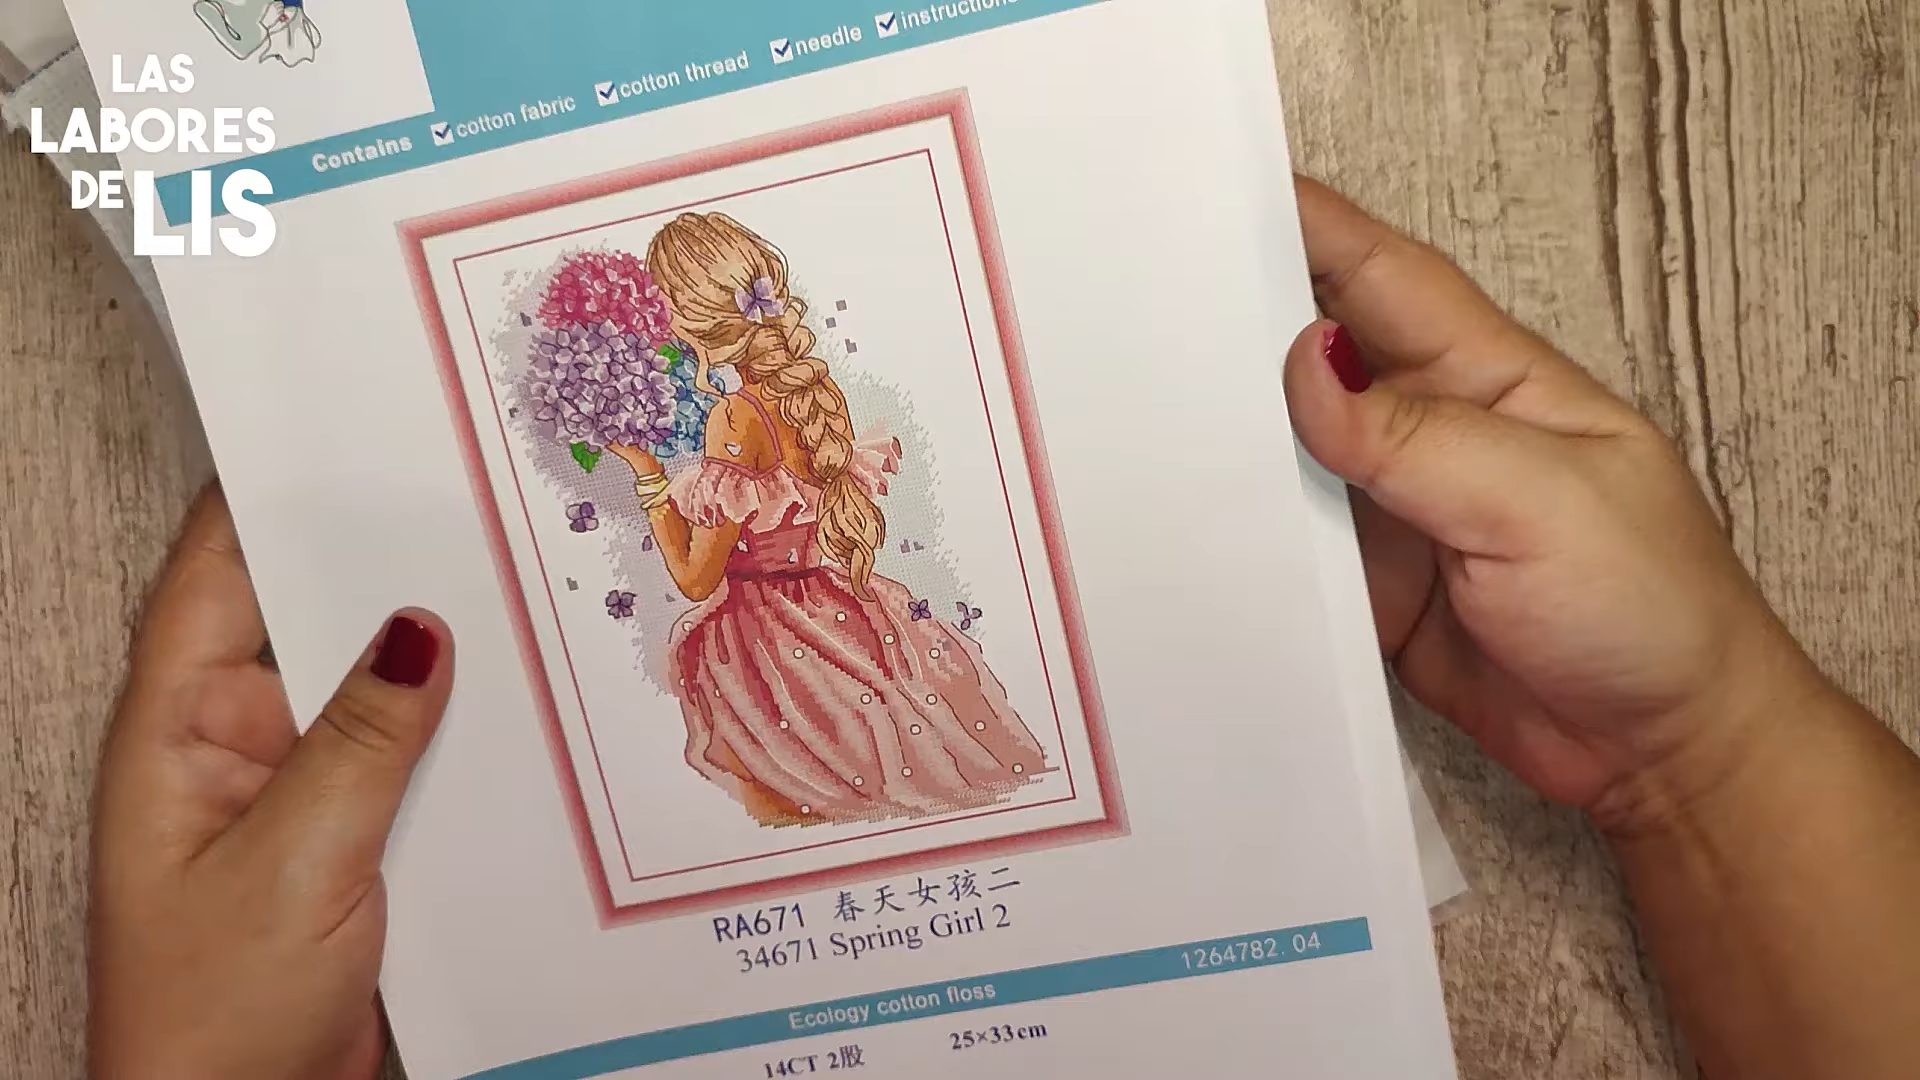 LAS
LABORES
DE LIS
Contains cotton fabric cotton thread needle instructions
RA671 春天女孩二
34671 Spring Girl 2
1264782.04
Ecology cotton floss
14CT 2股 25×33cm